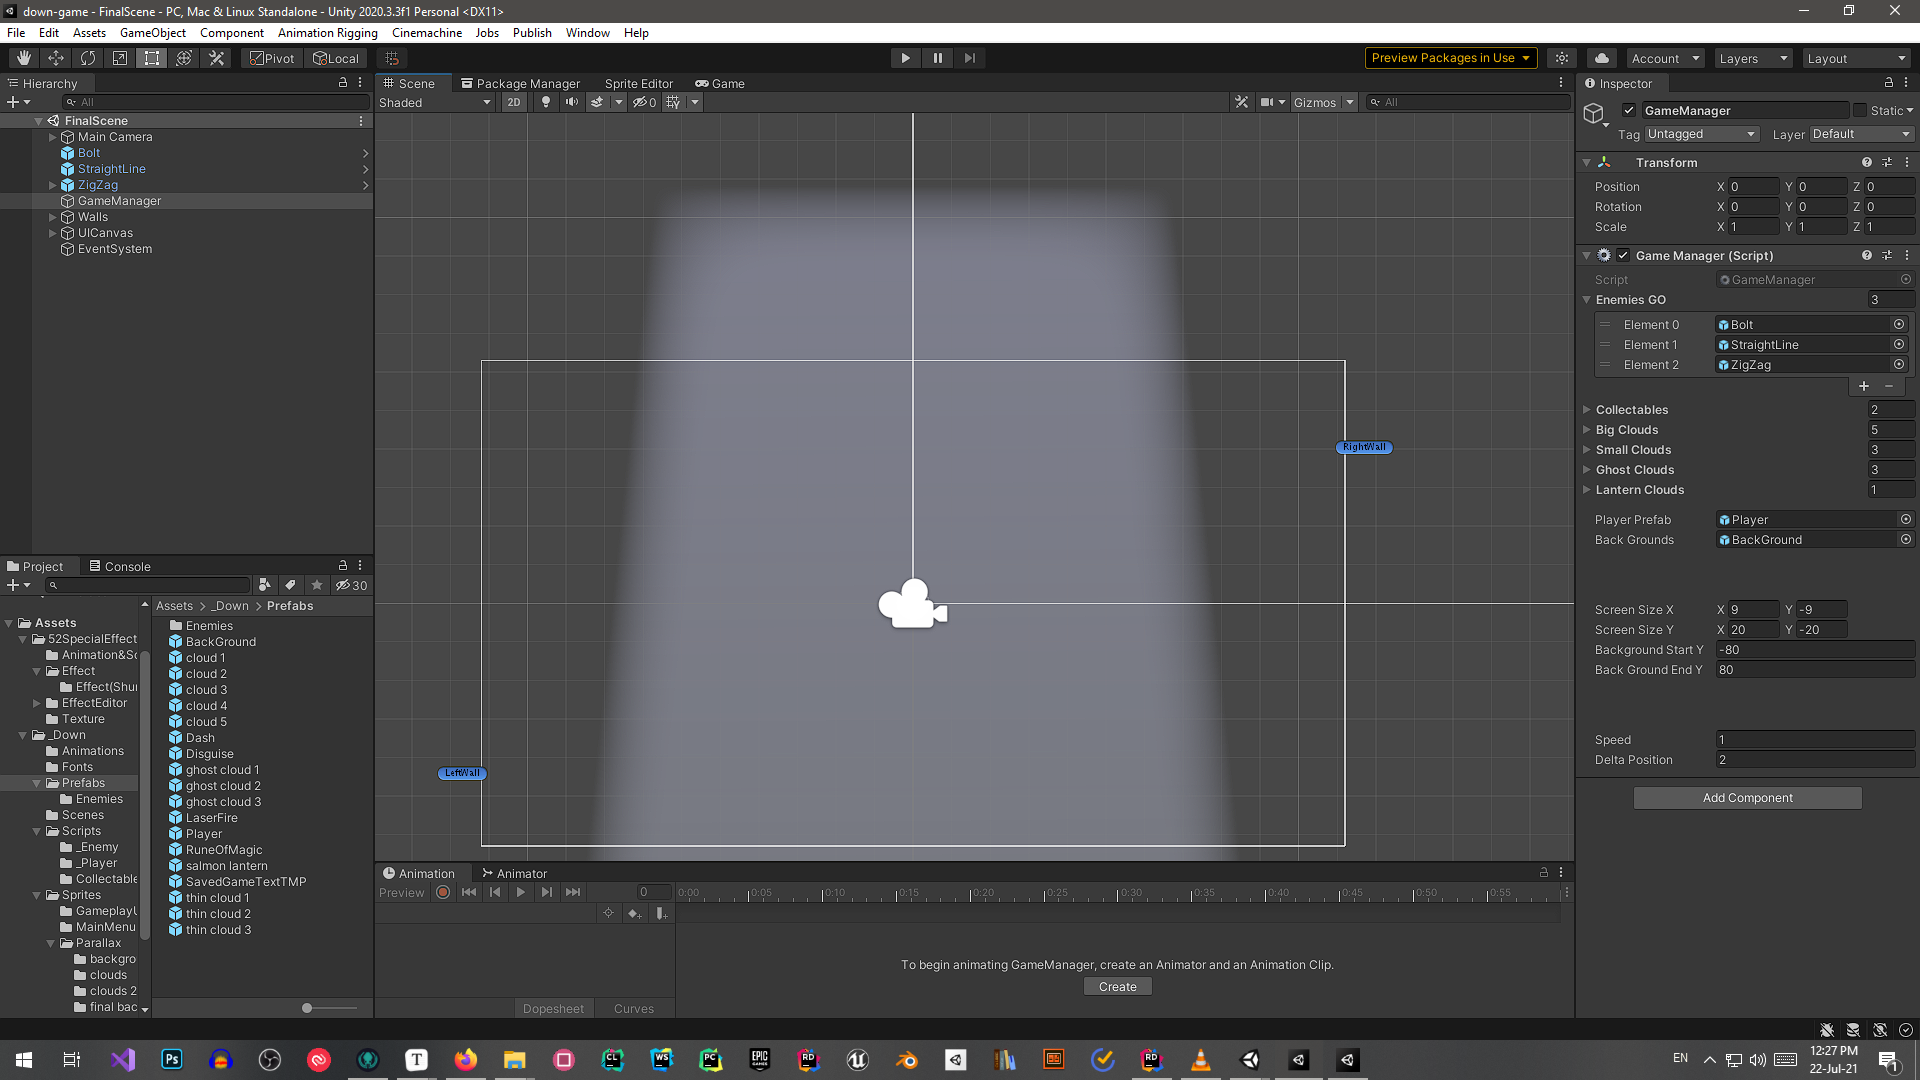 down-game - FinalScene - PC, Mac & Linux Standalone - Unity 2020.3.3f1 Personal <DX11>
File Edit Assets GameObject Component Animation Rigging Cinemachine Jobs Publish Window Help
Pivot Local
Preview Packages in Use
Account
Layers
Layout
Hierarchy
All
FinalScene
Main Camera
Bolt
StraightLine
ZigZag
GameManager
Walls
UICanvas
EventSystem
Scene Package Manager Sprite Editor Game
Shaded 2D 0 Gizmos All
RightWall
LeftWall
Project Console
30
Assets
52SpecialEffect
Effect
EffectEditor
Texture
_Down
Animations
Fonts
Prefabs
Enemies
Scenes
Scripts
_Enemy
_Player
Collectable
Sprites
MainMenu
Parallax
backgro
clouds
clouds 2
final bac
Assets > _Down > Prefabs
Enemies
BackGround
cloud 1
cloud 2
cloud 3
cloud 4
cloud 5
Dash
Disguise
ghost cloud 1
ghost cloud 2
ghost cloud 3
LaserFire
Player
RuneOfMagic
salmon lantern
SavedGameTextTMP
thin cloud 1
thin cloud 2
thin cloud 3
Animation Animator
Preview 0 0:00 0:05 0:10 0:15 0:20 0:25 0:30 0:35 0:40 0:45 0:50 0:55
To begin animating GameManager, create an Animator and an Animation Clip.
Create
Dopesheet Curves
Inspector
GameManager Static
Tag Untagged Layer Default
Transform
Position X 0 Y 0 Z 0
Rotation X 0 Y 0 Z 0
Scale X 1 Y 1 Z 1
Game Manager (Script)
Script GameManager
Enemies GO 3
Element 0 Bolt
Element 1 StraightLine
Element 2 ZigZag
+ −
Collectables 2
Big Clouds 5
Small Clouds 3
Ghost Clouds 3
Lantern Clouds 1
Player Prefab Player
Back Grounds BackGround
Screen Size X X 9 Y -9
Screen Size Y X 20 Y -20
Background Start Y -80
Back Ground End Y 80
Speed 1
Delta Position 2
Add Component
Ps T CL WS PC EPIC GAMES RD RD
EN
12:27 PM
22-Jul-21
1